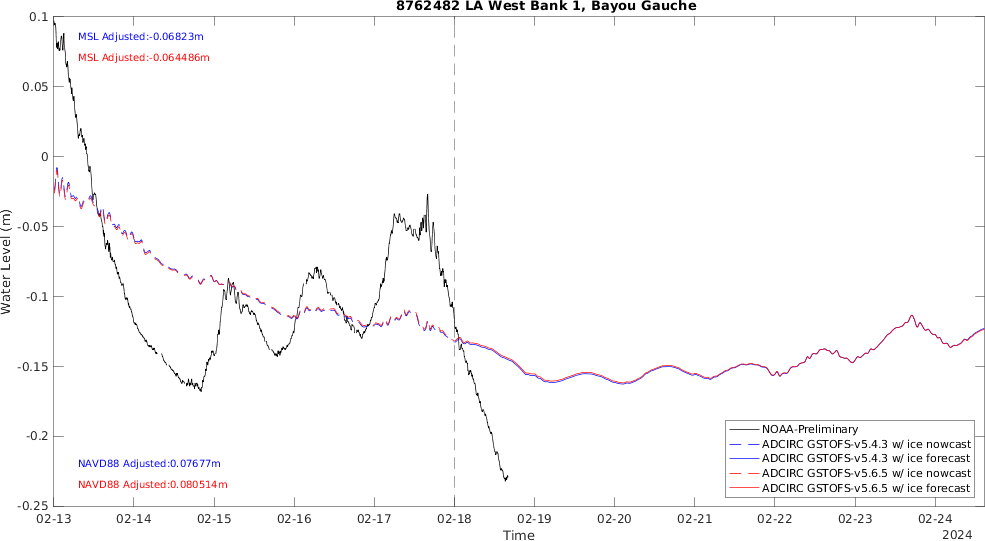 8762482 LA West Bank 1, Bayou Gauche
MSL Adjusted:-0.06823m
MSL Adjusted:-0.064486m
0.1
0.05
0
-0.05
-0.1
-0.15
-0.2
-0.25
Water Level (m)
NAVD88 Adjusted:0.07677m
NAVD88 Adjusted:0.080514m
NOAA-Preliminary
ADCIRC GSTOFS-v5.4.3 w/ ice nowcast
ADCIRC GSTOFS-v5.4.3 w/ ice forecast
ADCIRC GSTOFS-v5.6.5 w/ ice nowcast
ADCIRC GSTOFS-v5.6.5 w/ ice forecast
02-13 02-14 02-15 02-16 02-17 02-18 02-19 02-20 02-21 02-22 02-23 02-24
Time
2024